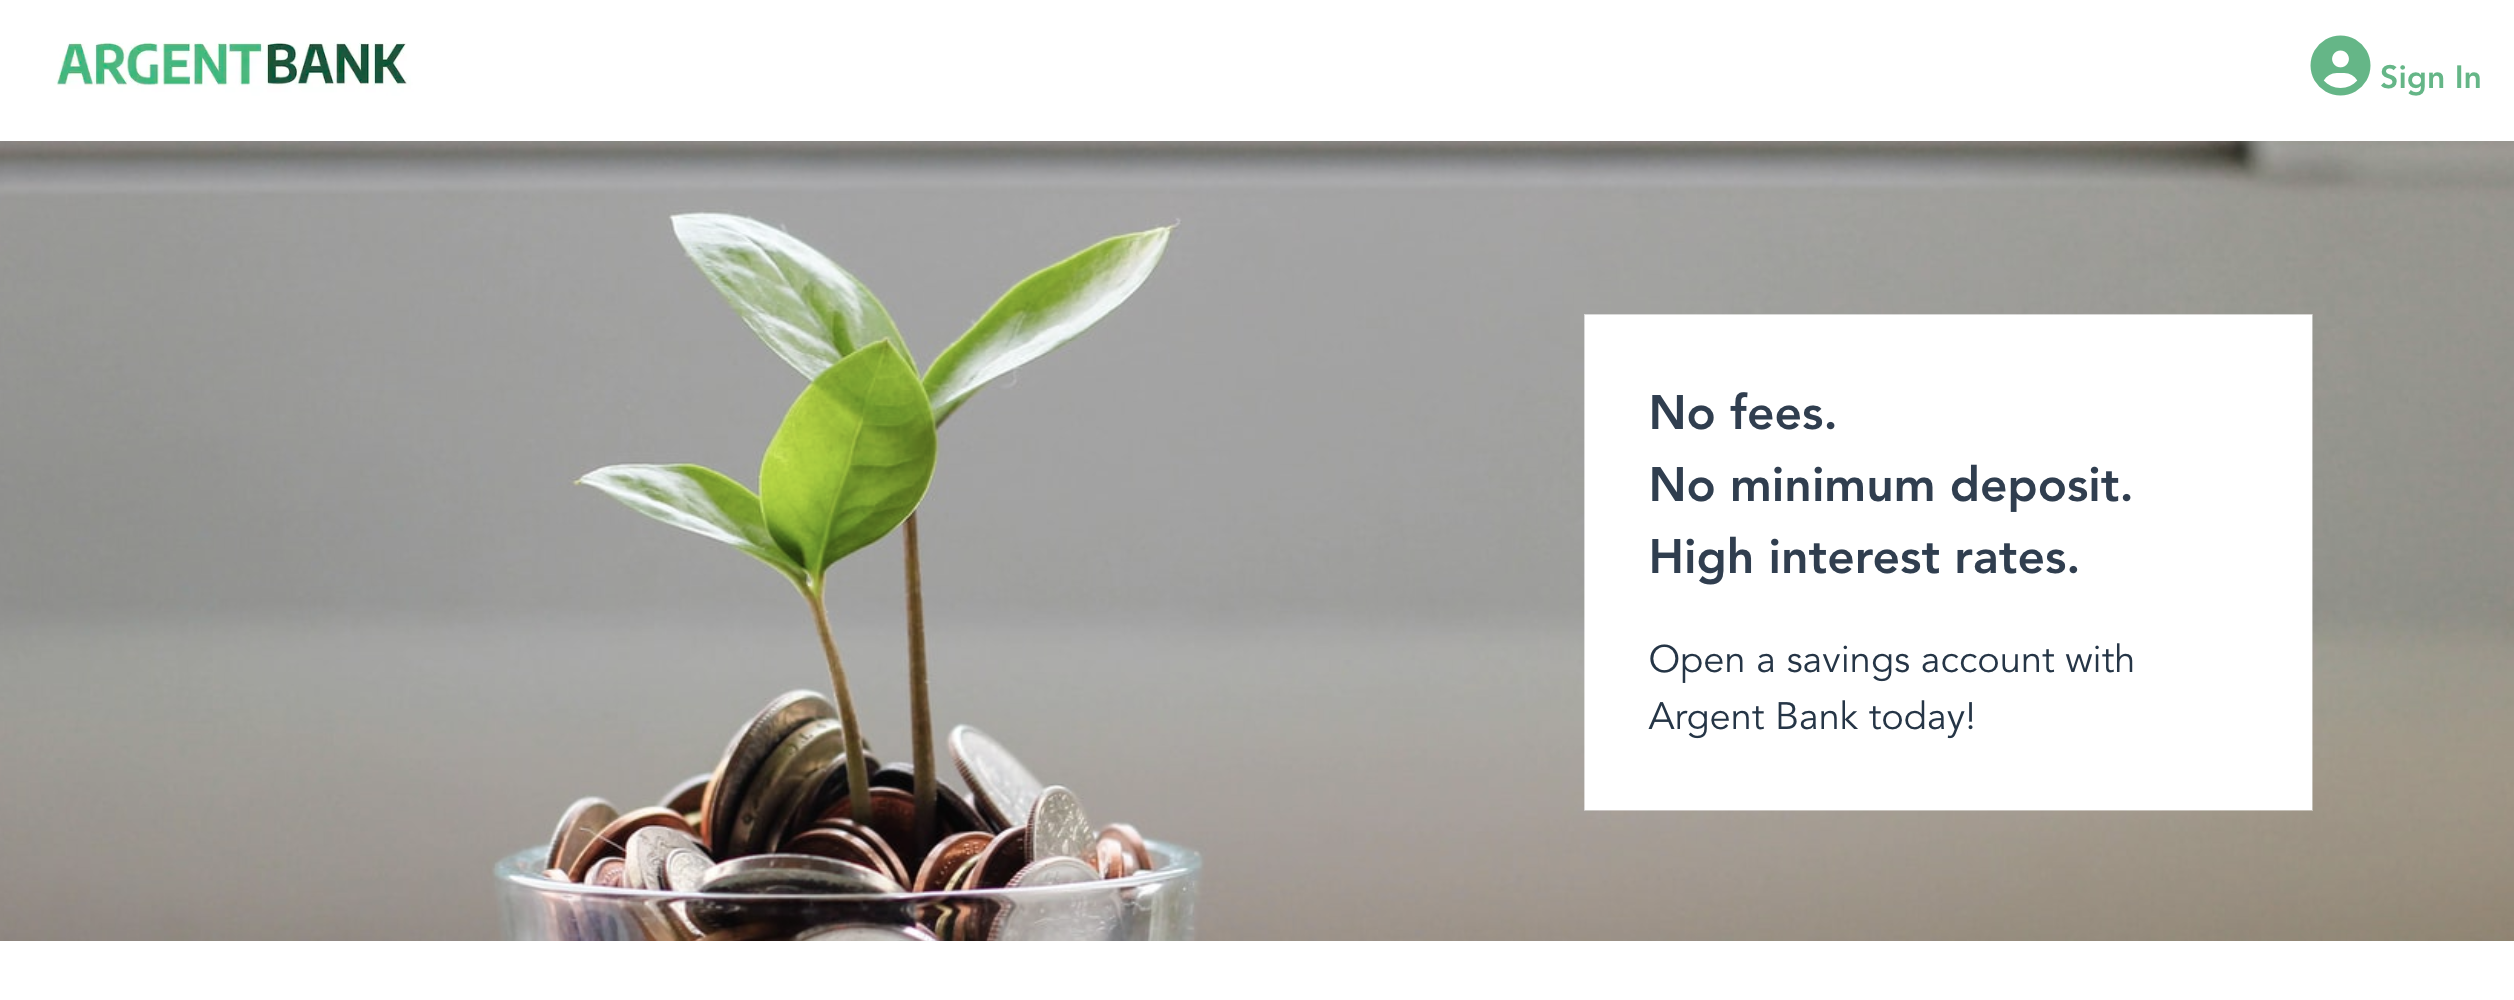 ARGENTBANK
Sign In
No fees.
No minimum deposit.
High interest rates.
Open a savings account with
Argent Bank today!